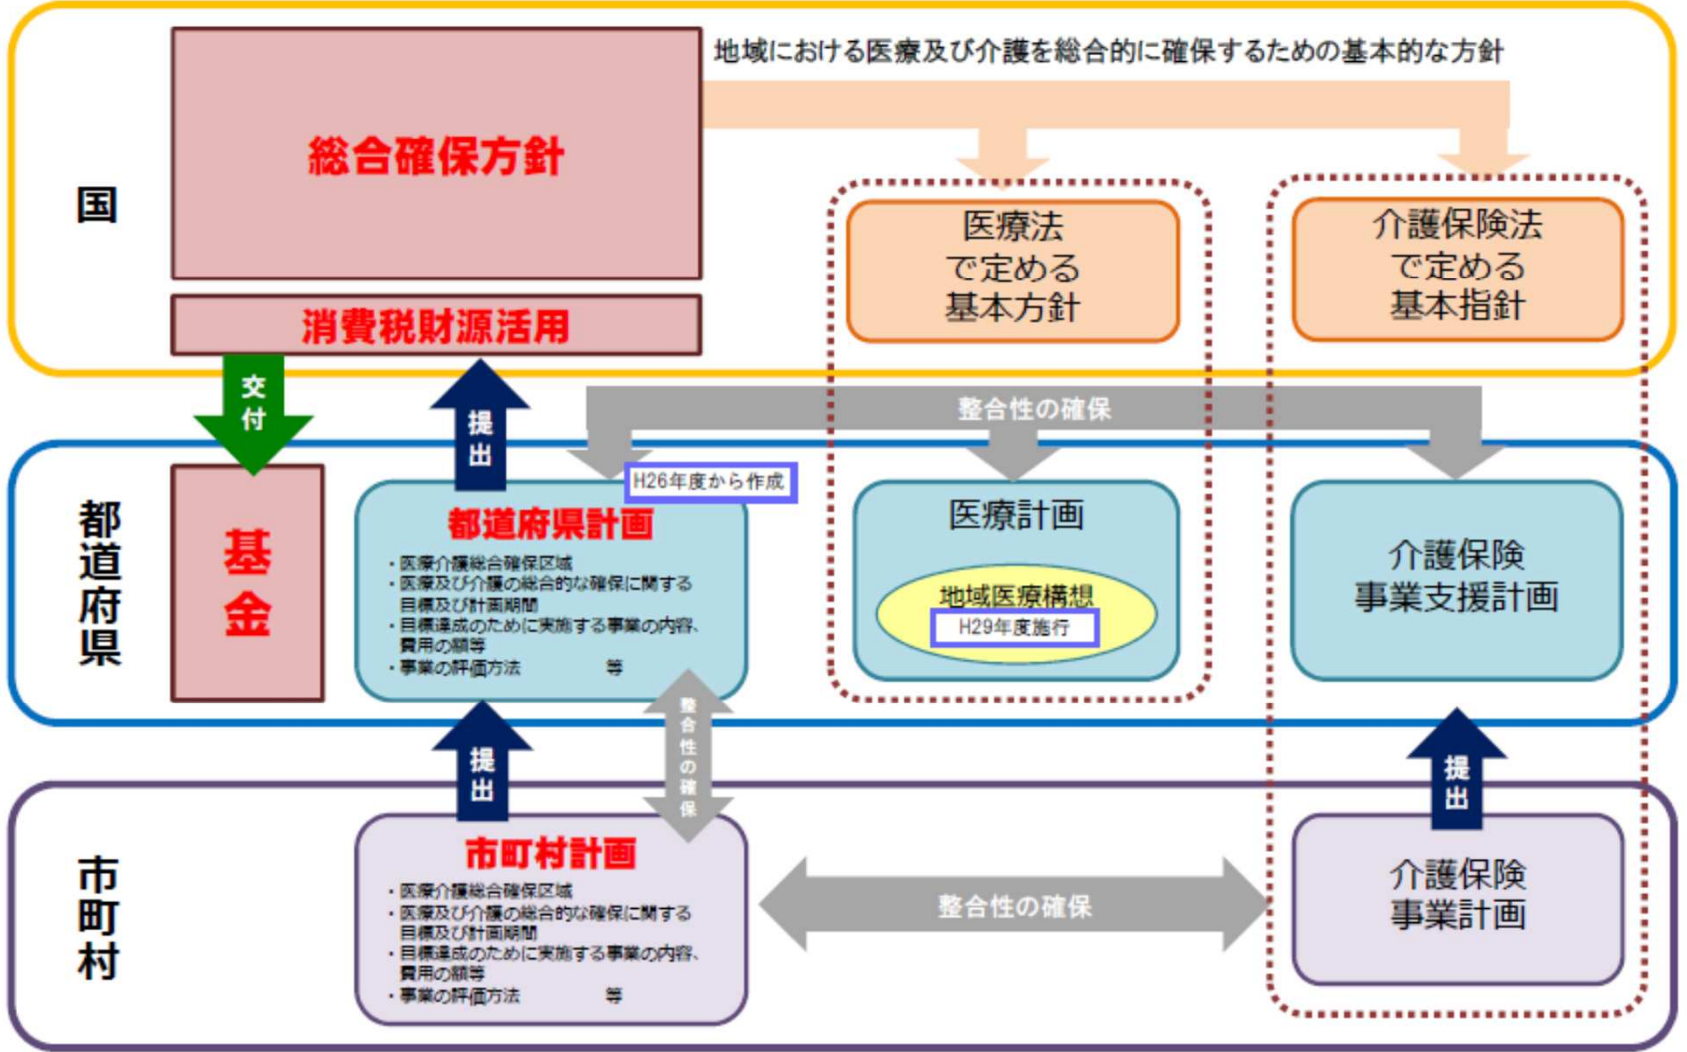 地域における医療及び介護を総合的に確保するための基本的な方針
国
総合確保方針
消費税財源活用
医療法
で定める
基本方針
介護保険法
で定める
基本指針
交付
提出
整合性の確保
都道府県
基金
H26年度から作成
都道府県計画
・医療介護総合確保区域
・医療及び介護の総合的な確保に関する
目標及び計画期間
・目標達成のために実施する事業の内容、
費用の額等
・事業の評価方法 等
医療計画
地域医療構想
H29年度施行
介護保険
事業支援計画
提出
整合性の確保
提出
市町村
市町村計画
・医療介護総合確保区域
・医療及び介護の総合的な確保に関する
目標及び計画期間
・目標達成のために実施する事業の内容、
費用の額等
・事業の評価方法 等
整合性の確保
介護保険
事業計画